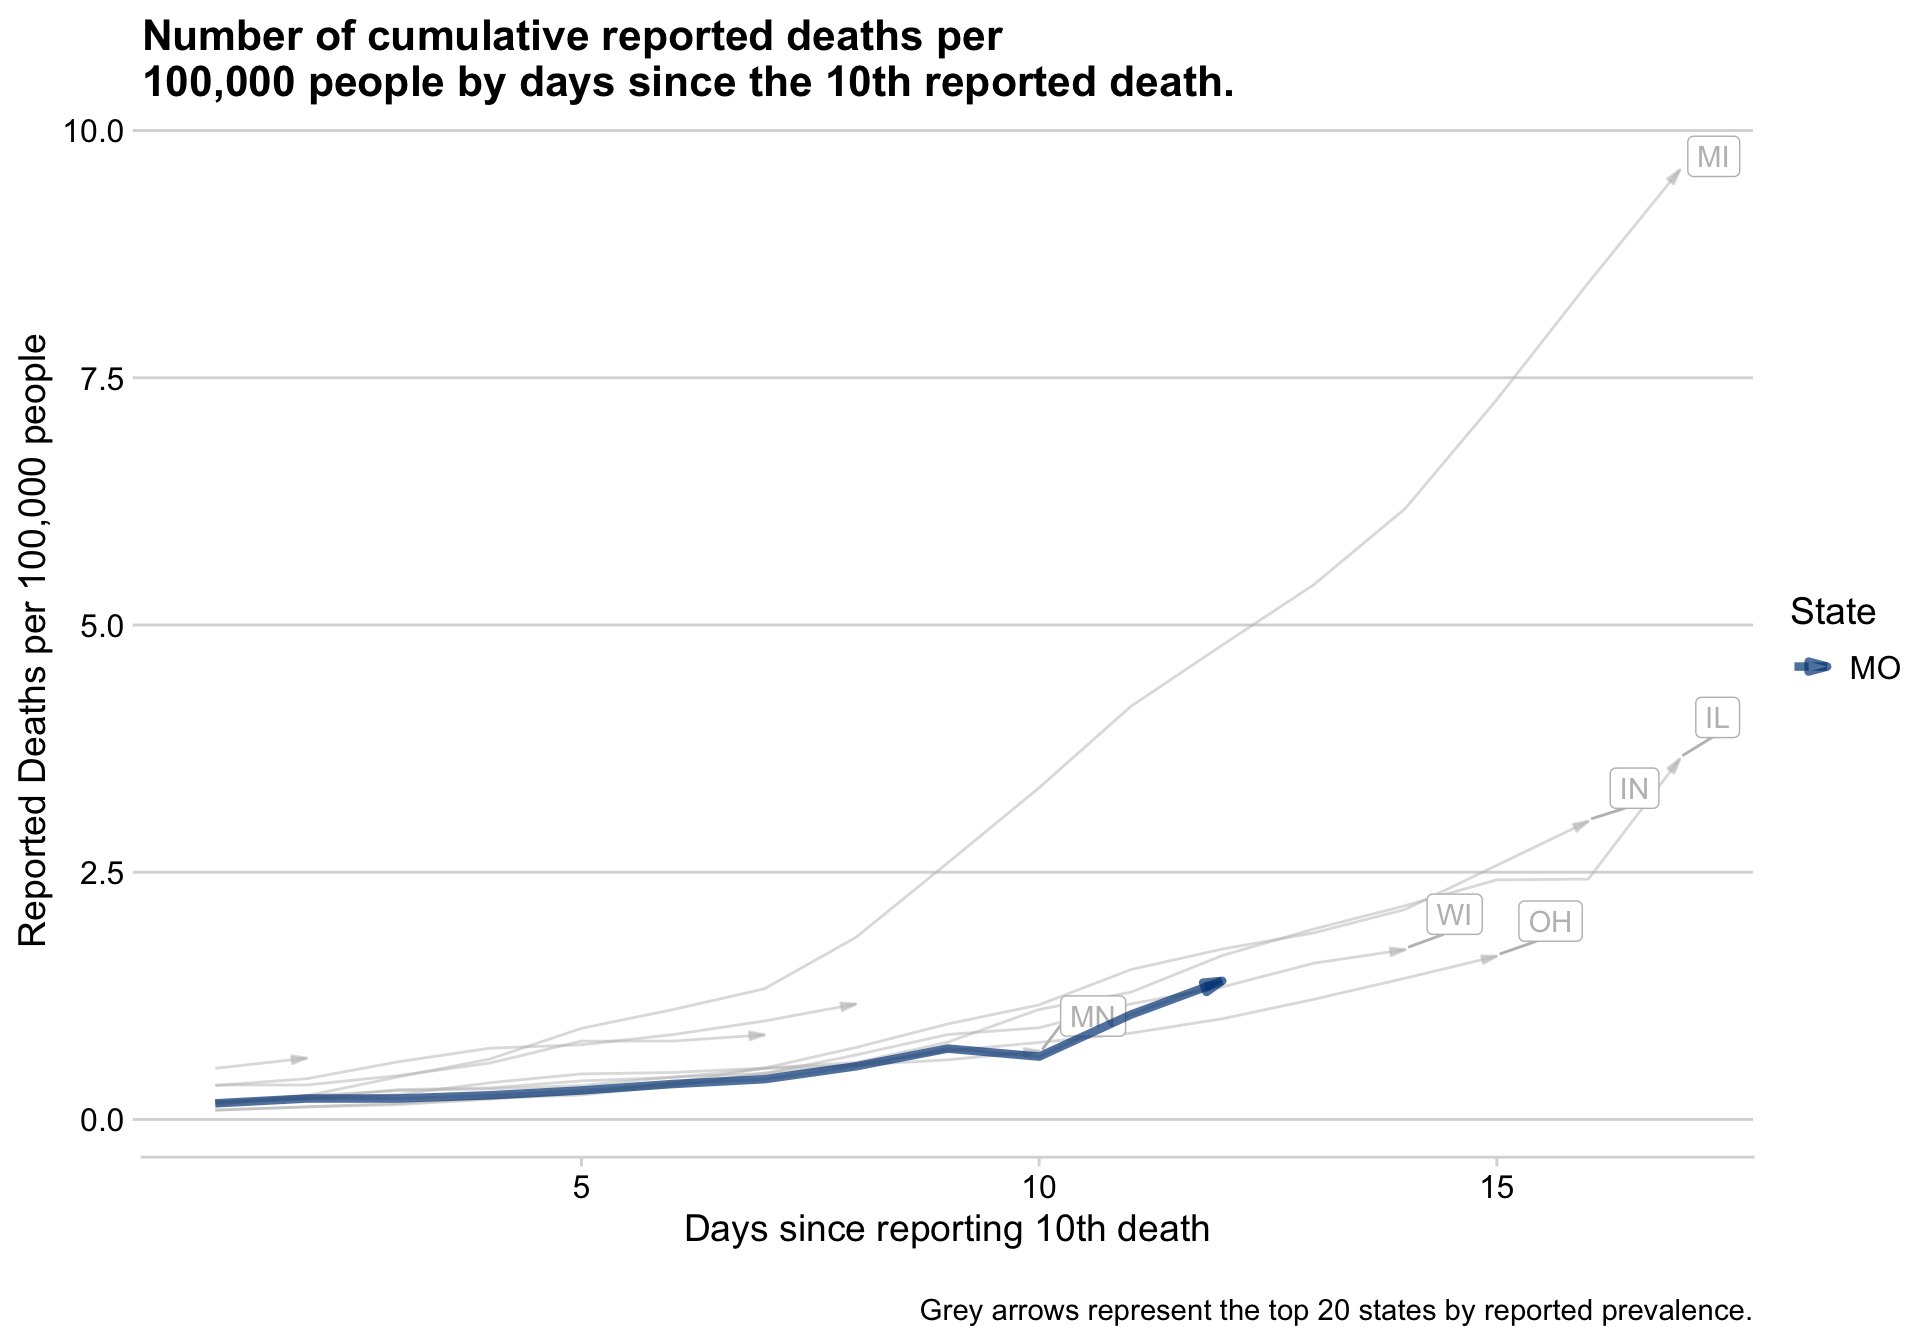 Number of cumulative reported deaths per
100,000 people by days since the 10th reported death.
10.0
7.5
5.0
2.5
0.0
Reported Deaths per 100,000 people
MI
IL
IN
WI
OH
MN
State
MO
5
10
15
Days since reporting 10th death
Grey arrows represent the top 20 states by reported prevalence.